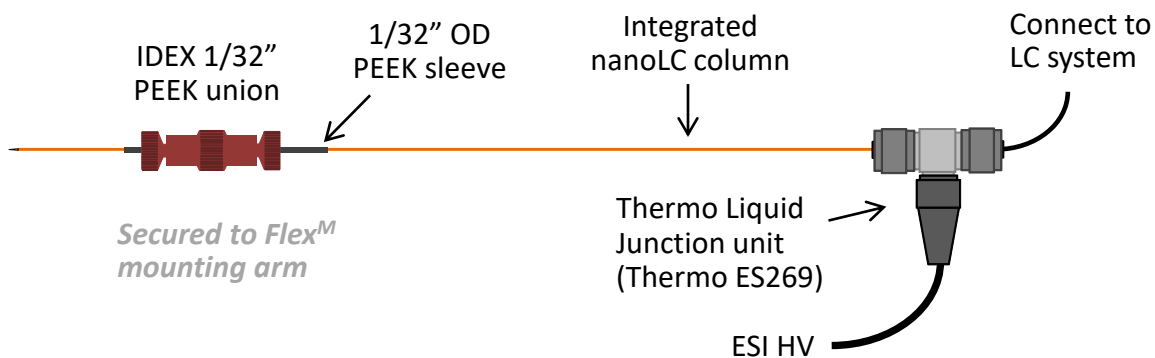 IDEX 1/32”
PEEK union
1/32” OD
PEEK sleeve
Integrated
nanoLC column
Connect to
LC system
Secured to Flexᴹ
mounting arm
Thermo Liquid
Junction unit
(Thermo ES269)
ESI HV